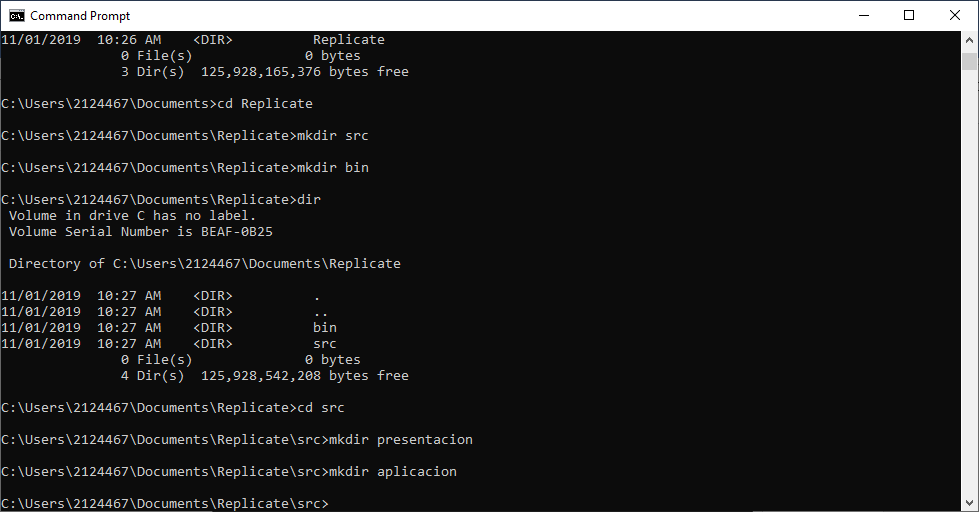 Command Prompt
11/01/2019  10:26 AM    <DIR>          Replicate
               0 File(s)              0 bytes
               3 Dir(s)  125,928,165,376 bytes free
C:\Users\2124467\Documents>cd Replicate
C:\Users\2124467\Documents\Replicate>mkdir src
C:\Users\2124467\Documents\Replicate>mkdir bin
C:\Users\2124467\Documents\Replicate>dir
 Volume in drive C has no label.
 Volume Serial Number is BEAF-0B25
 Directory of C:\Users\2124467\Documents\Replicate
11/01/2019  10:27 AM    <DIR>          .
11/01/2019  10:27 AM    <DIR>          ..
11/01/2019  10:27 AM    <DIR>          bin
11/01/2019  10:27 AM    <DIR>          src
               0 File(s)              0 bytes
               4 Dir(s)  125,928,542,208 bytes free
C:\Users\2124467\Documents\Replicate>cd src
C:\Users\2124467\Documents\Replicate\src>mkdir presentacion
C:\Users\2124467\Documents\Replicate\src>mkdir aplicacion
C:\Users\2124467\Documents\Replicate\src>